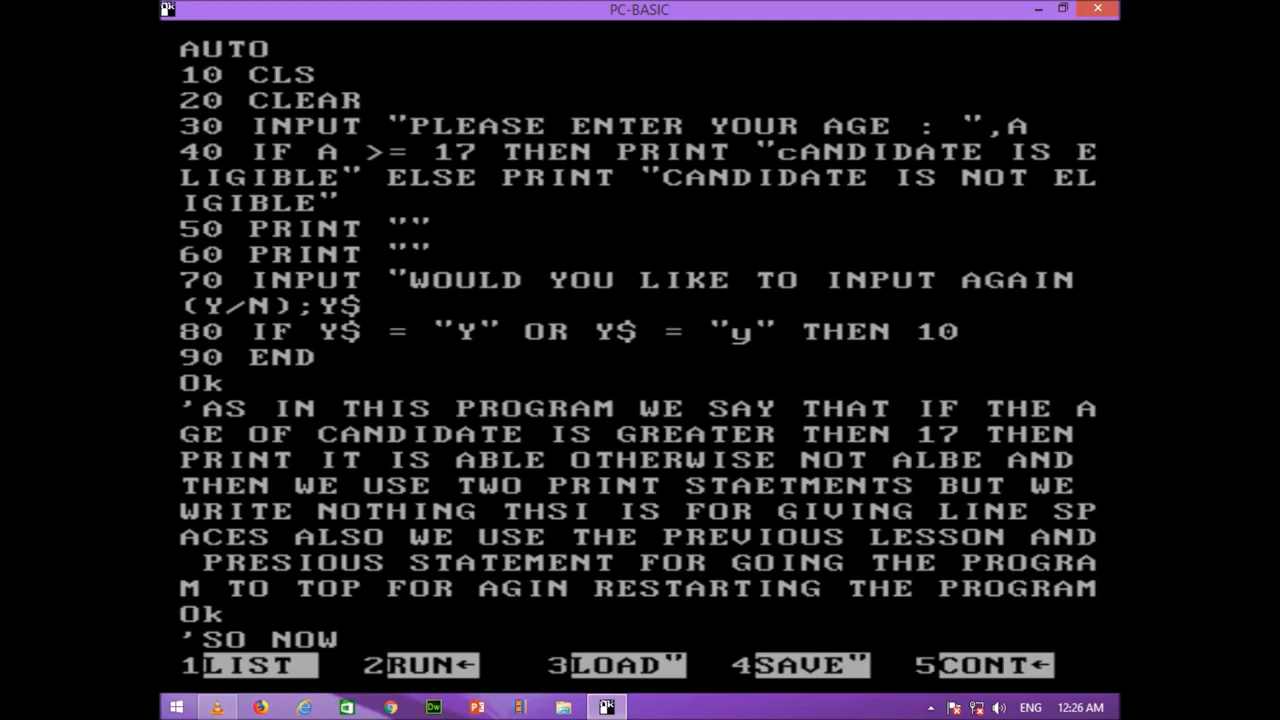 PC-BASIC
AUTO
10 CLS
20 CLEAR
30 INPUT "PLEASE ENTER YOUR AGE : ",A
40 IF A >= 17 THEN PRINT "cANDIDATE IS E
LIGIBLE" ELSE PRINT "CANDIDATE IS NOT EL
IGIBLE"
50 PRINT ""
60 PRINT ""
70 INPUT "WOULD YOU LIKE TO INPUT AGAIN
(Y/N);Y$
80 IF Y$ = "Y" OR Y$ = "y" THEN 10
90 END
Ok
'AS IN THIS PROGRAM WE SAY THAT IF THE A
GE OF CANDIDATE IS GREATER THEN 17 THEN
PRINT IT IS ABLE OTHERWISE NOT ALBE AND
THEN WE USE TWO PRINT STAETMENTS BUT WE
WRITE NOTHING THSI IS FOR GIVING LINE SP
ACES ALSO WE USE THE PREVIOUS LESSON AND
PRESIOUS STATEMENT FOR GOING THE PROGRA
M TO TOP FOR AGIN RESTARTING THE PROGRAM
Ok
'SO NOW
1LIST 2RUN← 3LOAD" 4SAVE" 5CONT←
ENG 12:26 AM